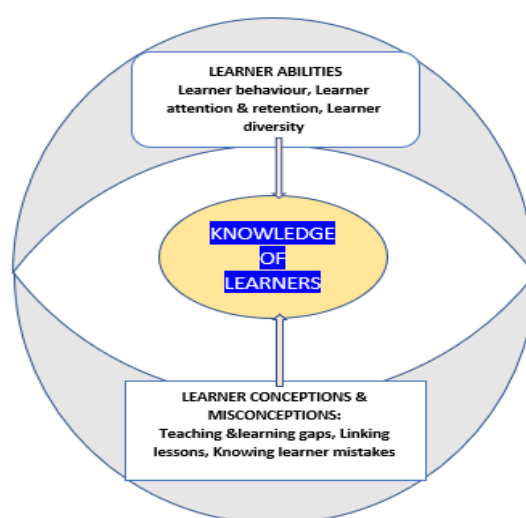 LEARNER ABILITIES
Learner behaviour, Learner
attention & retention, Learner
diversity
KNOWLEDGE
OF
LEARNERS
LEARNER CONCEPTIONS &
MISCONCEPTIONS:
Teaching &learning gaps, Linking
lessons, Knowing learner mistakes